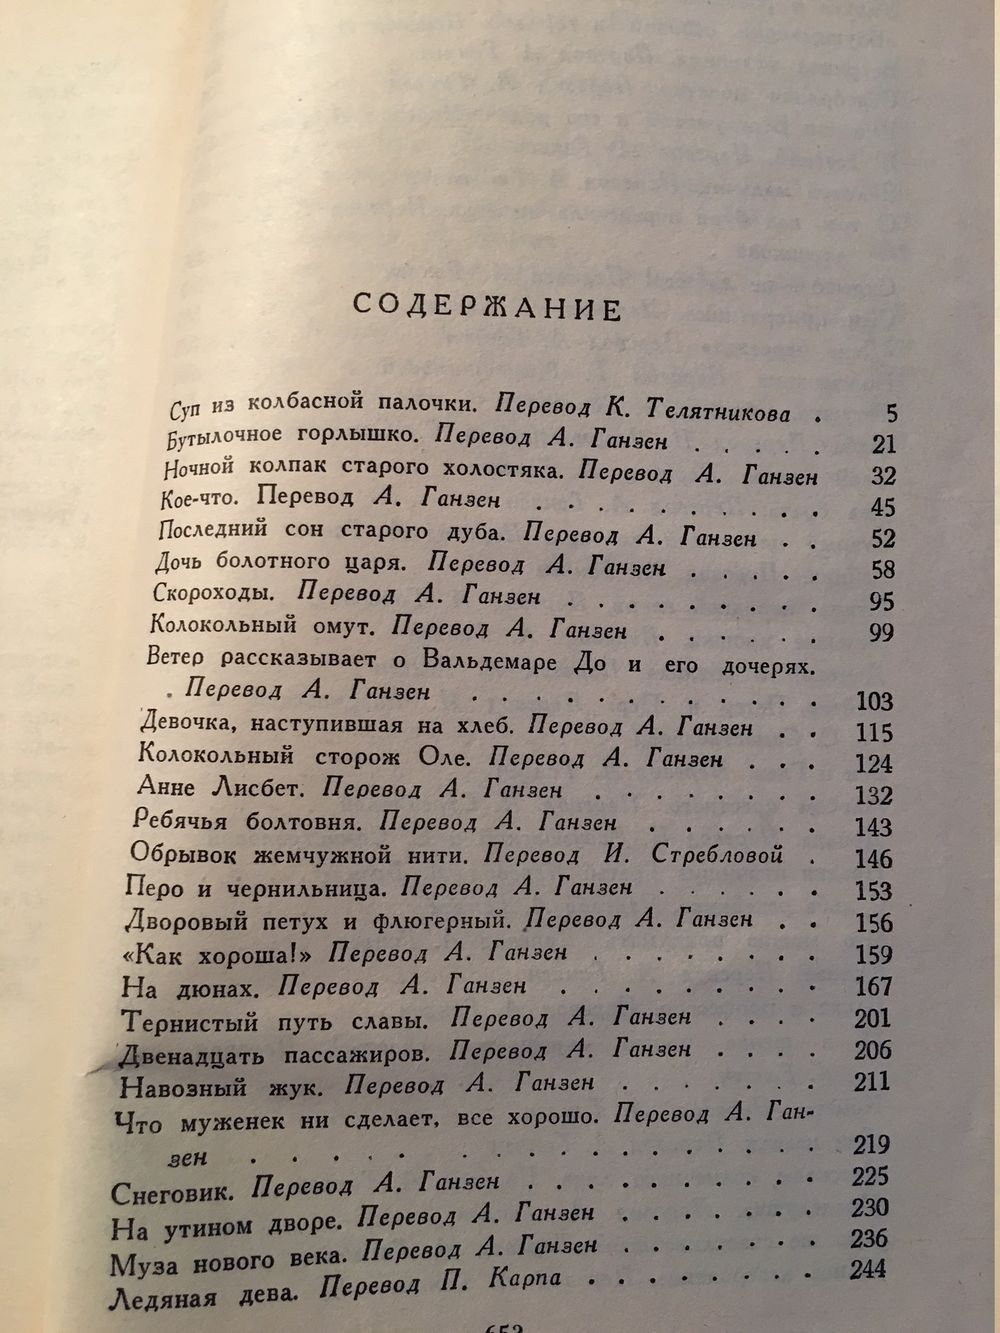 СОДЕРЖАНИЕ
Суп из колбасной палочки. Перевод К. Телятникова . 5
Бутылочное горлышко. Перевод А. Ганзен . . . . . 21
Ночной колпак старого холостяка. Перевод А. Ганзен 32
Кое-что. Перевод А. Ганзен . . . . . . . . . 45
Последний сон старого дуба. Перевод А. Ганзен . . 52
Дочь болотного царя. Перевод А. Ганзен . . . . . 58
Скороходы. Перевод А. Ганзен . . . . . . . . 95
Колокольный омут. Перевод А. Ганзен . . . . . . 99
Ветер рассказывает о Вальдемаре До и его дочерях.
Перевод А. Ганзен . . . . . . . . . . . 103
Девочка, наступившая на хлеб. Перевод А. Ганзен . . 115
Колокольный сторож Оле. Перевод А. Ганзен . . . 124
Анне Лисбет. Перевод А. Ганзен . . . . . . . . 132
Ребячья болтовня. Перевод А. Ганзен . . . . . . 143
Обрывок жемчужной нити. Перевод И. Стребловой . 146
Перо и чернильница. Перевод А. Ганзен . . . . . . 153
Дворовый петух и флюгерный. Перевод А. Ганзен . . 156
«Как хороша!» Перевод А. Ганзен . . . . . . . . 159
На дюнах. Перевод А. Ганзен . . . . . . . . . 167
Тернистый путь славы. Перевод А. Ганзен . . . . 201
Двенадцать пассажиров. Перевод А. Ганзен . . . . 206
Навозный жук. Перевод А. Ганзен . . . . . . . 211
Что муженек ни сделает, все хорошо. Перевод А. Ган-
зен . . . . . . . . . . . . . . . 219
Снеговик. Перевод А. Ганзен . . . . . . . . . . 225
На утином дворе. Перевод А. Ганзен . . . . . . . 230
Муза нового века. Перевод А. Ганзен . . . . . . . 236
Ледяная дева. Перевод П. Карпа . . . . . . . . 244